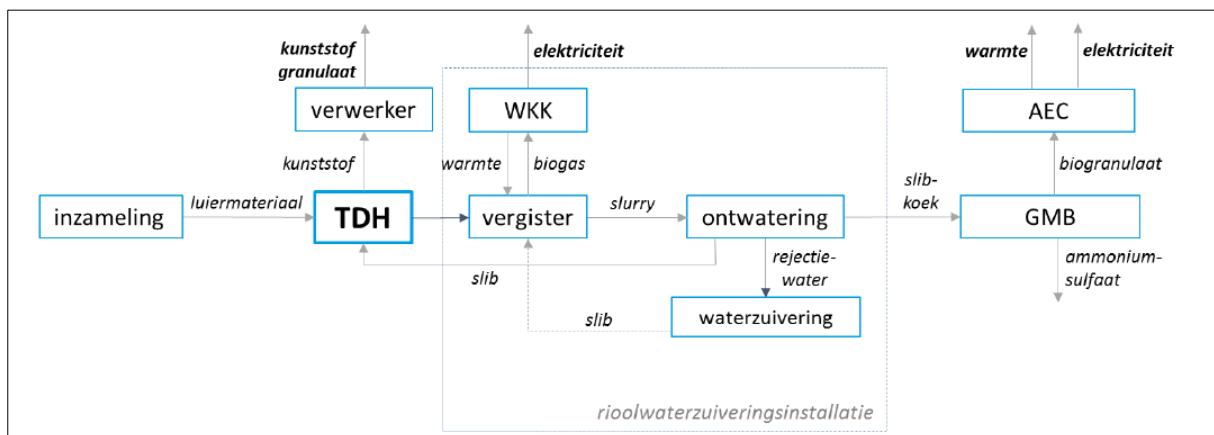 kunststof
granulaat
elektriciteit
warmte
elektriciteit
verwerker
WKK
AEC
kunststof
warmte
biogas
biogranulaat
inzameling
luiermateriaal
TDH
vergister
slurry
ontwatering
slib-
koek
GMB
slib
rejectie-
water
ammonium-
sulfaat
slib
waterzuivering
rioolwaterzuiveringsinstallatie